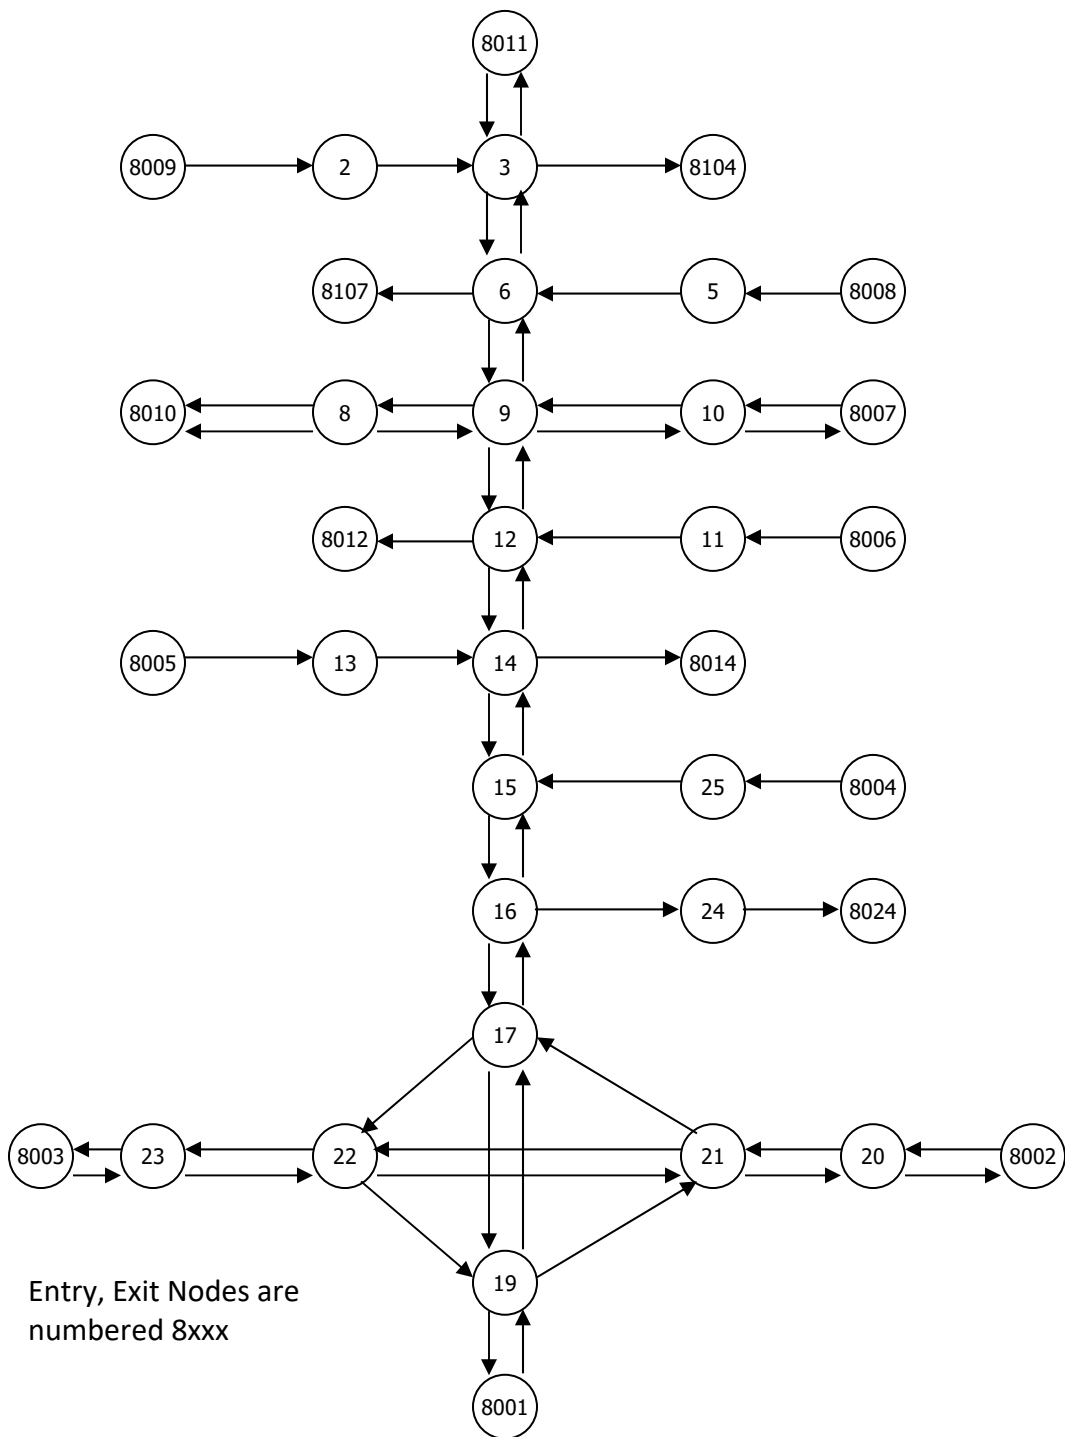 8011
8009 2 3 8104
8107 6 5 8008
8010 8 9 10 8007
8012 12 11 8006
8005 13 14 8014
15 25 8004
16 24 8024
17
8003 23 22 21 20 8002
19
Entry, Exit Nodes are
numbered 8xxx
8001